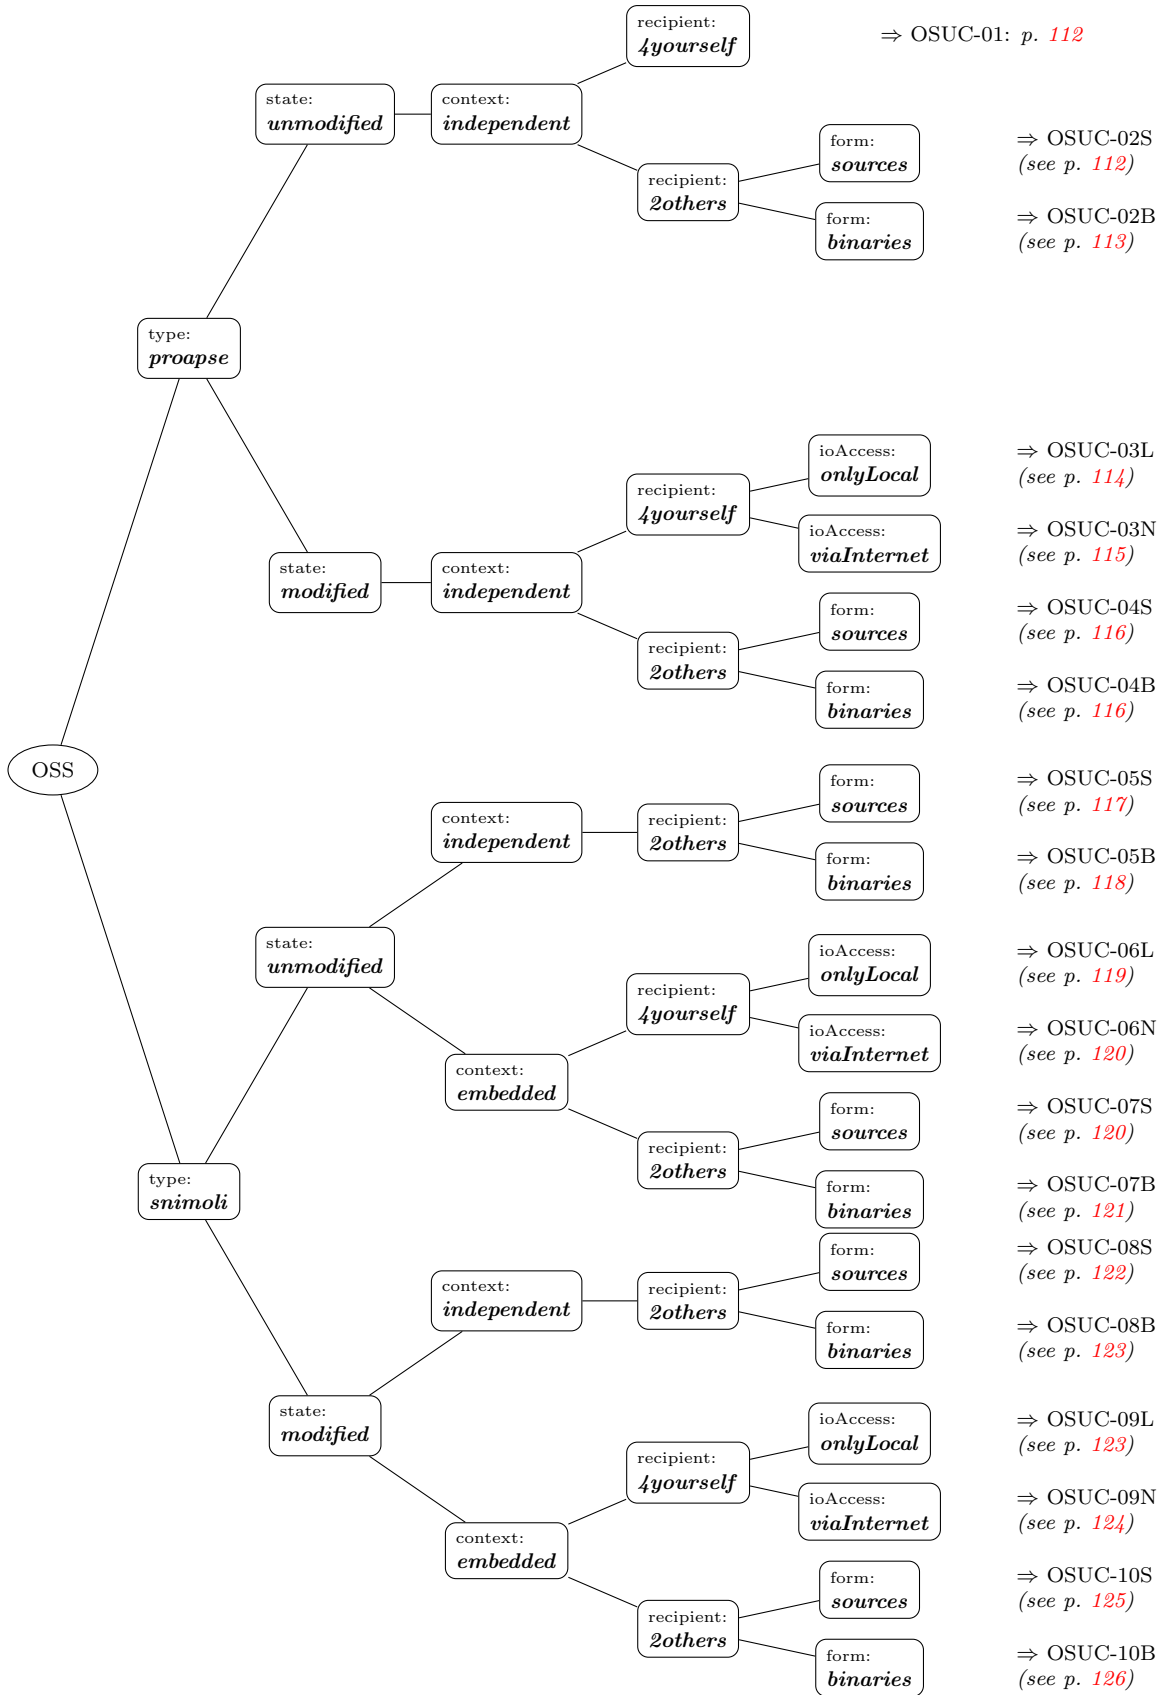 recipient:
4yourself
⇒ OSUC-01: p. 112
state:
unmodified
context:
independent
form:
sources
⇒ OSUC-02S
(see p. 112)
recipient:
2others
form:
binaries
⇒ OSUC-02B
(see p. 113)
type:
proapse
ioAccess:
onlyLocal
⇒ OSUC-03L
(see p. 114)
recipient:
4yourself
ioAccess:
viaInternet
⇒ OSUC-03N
(see p. 115)
state:
modified
context:
independent
form:
sources
⇒ OSUC-04S
(see p. 116)
recipient:
2others
form:
binaries
⇒ OSUC-04B
(see p. 116)
OSS
form:
sources
⇒ OSUC-05S
(see p. 117)
context:
independent
recipient:
2others
form:
binaries
⇒ OSUC-05B
(see p. 118)
state:
unmodified
ioAccess:
onlyLocal
⇒ OSUC-06L
(see p. 119)
recipient:
4yourself
ioAccess:
viaInternet
⇒ OSUC-06N
(see p. 120)
context:
embedded
form:
sources
⇒ OSUC-07S
(see p. 120)
recipient:
2others
form:
binaries
⇒ OSUC-07B
(see p. 121)
type:
snimoli
form:
sources
⇒ OSUC-08S
(see p. 122)
context:
independent
recipient:
2others
form:
binaries
⇒ OSUC-08B
(see p. 123)
state:
modified
ioAccess:
onlyLocal
⇒ OSUC-09L
(see p. 123)
recipient:
4yourself
ioAccess:
viaInternet
⇒ OSUC-09N
(see p. 124)
context:
embedded
form:
sources
⇒ OSUC-10S
(see p. 125)
recipient:
2others
form:
binaries
⇒ OSUC-10B
(see p. 126)